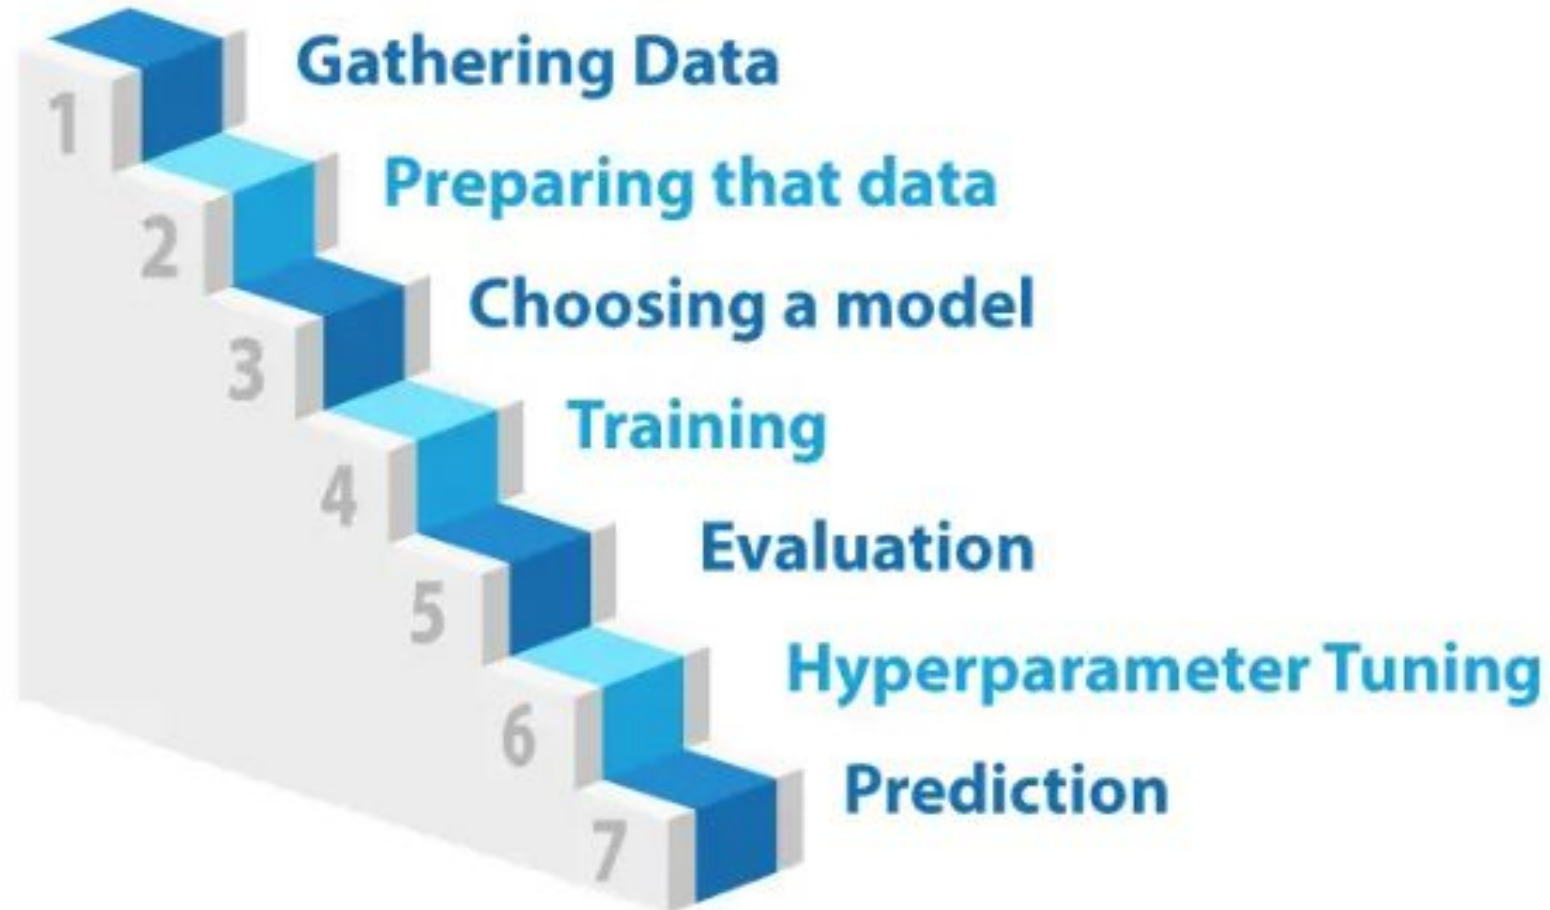 1 Gathering Data
2 Preparing that data
3 Choosing a model
4 Training
5 Evaluation
6 Hyperparameter Tuning
7 Prediction